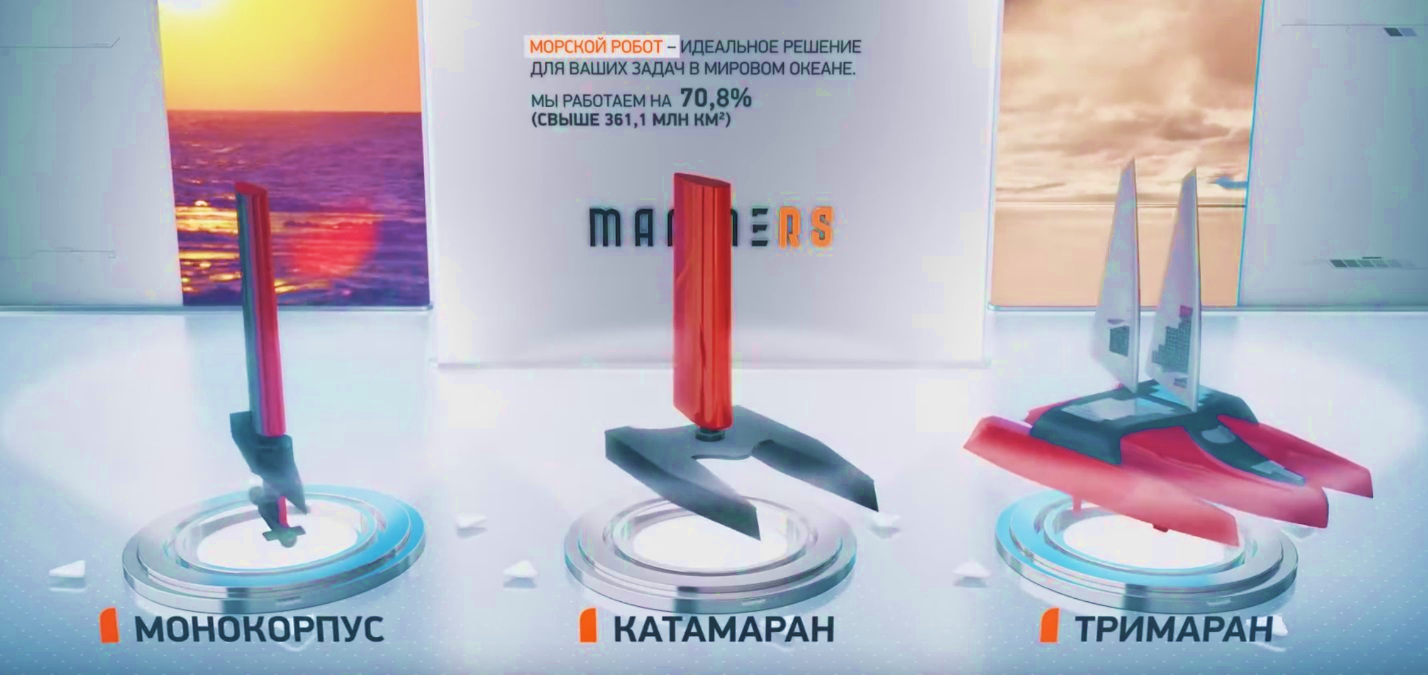 МОРСКОЙ РОБОТ – ИДЕАЛЬНОЕ РЕШЕНИЕ
ДЛЯ ВАШИХ ЗАДАЧ В МИРОВОМ ОКЕАНЕ.
МЫ РАБОТАЕМ НА 70,8%
(СВЫШЕ 361,1 МЛН КМ²)
МОНОКОРПУС
КАТАМАРАН
ТРИМАРАН